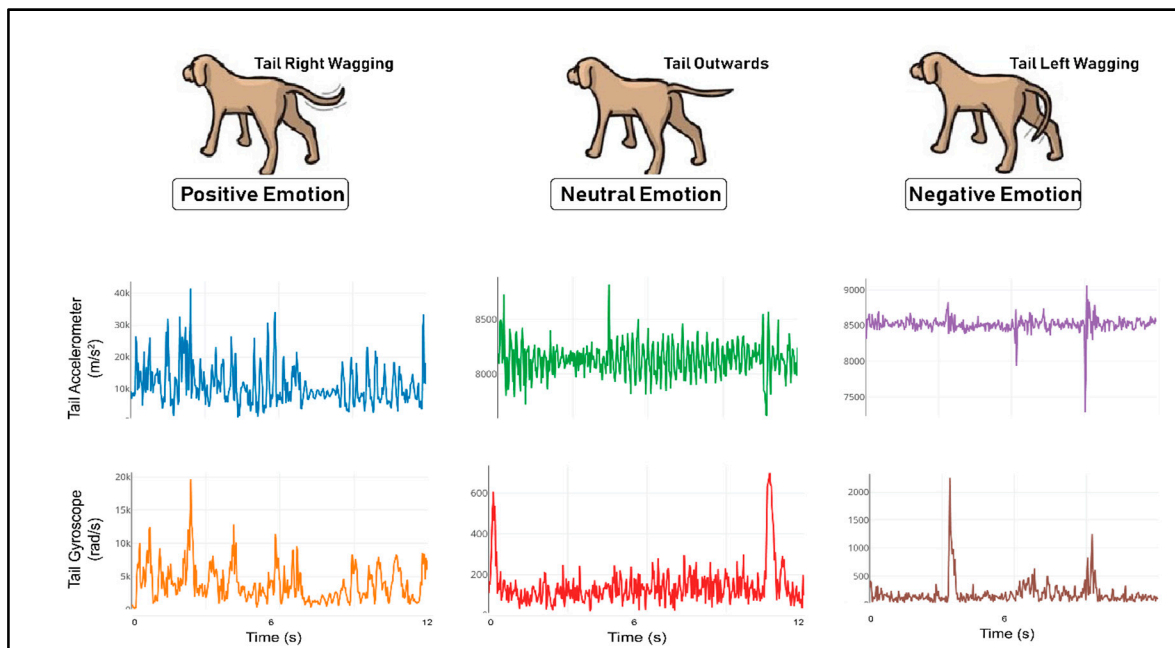 Tail Right Wagging
Tail Outwards
Tail Left Wagging
Positive Emotion
Neutral Emotion
Negative Emotion
Tail Accelerometer
(m/s²)
40k
30k
20k
10k
8500
8000
9000
8500
8000
7500
Tail Gyroscope
(rad/s)
20k
15k
10k
5k
0
600
400
200
0
2000
1500
1000
500
0
0
6
12
Time (s)
0
6
12
Time (s)
0
6
Time (s)